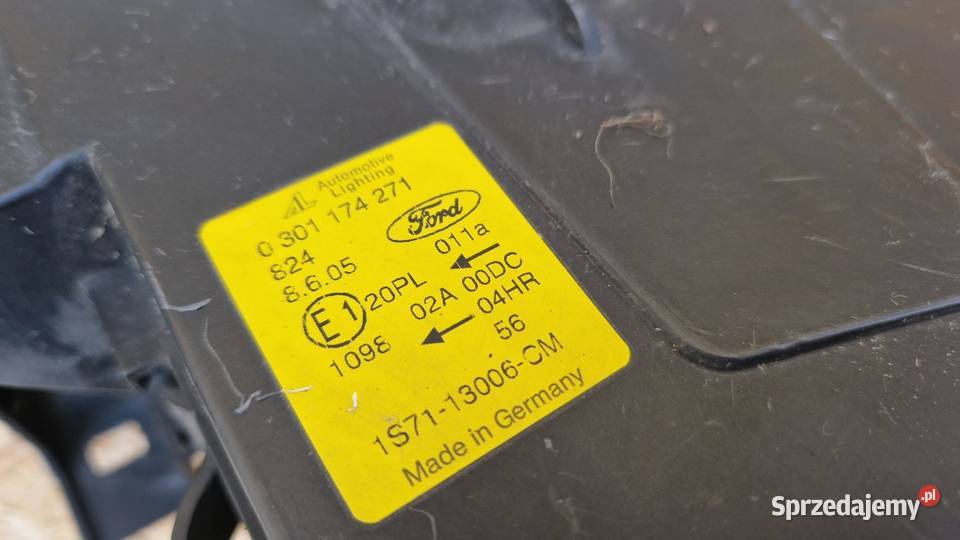 AL Automotive
Lighting
0 301 174 271
824
Ford
8.6.05
011a
E1 20PL
02A 00DC
1098
04HR
56
1S71-13006-CM
Made in Germany
Sprzedajemy.pl